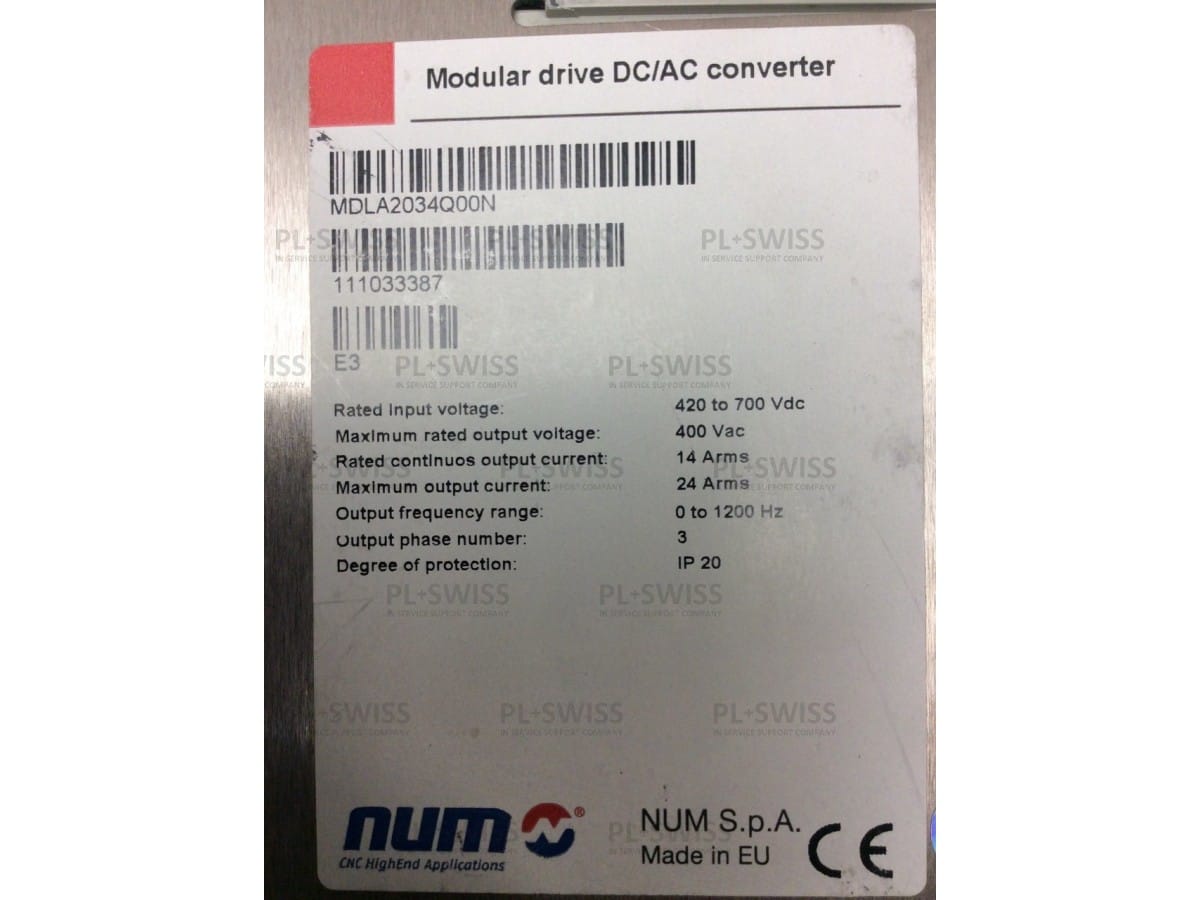 Modular drive DC/AC converter
MDLA2034Q00N
111033387
E3
Rated input voltage: 420 to 700 Vdc
Maximum rated output voltage: 400 Vac
Rated continuos output current: 14 Arms
Maximum output current: 24 Arms
Output frequency range: 0 to 1200 Hz
Output phase number: 3
Degree of protection: IP 20
num ®
CNC HighEnd Applications
NUM S.p.A.
Made in EU
CE
PL+SWISS
IN SERVICE SUPPORT COMPANY